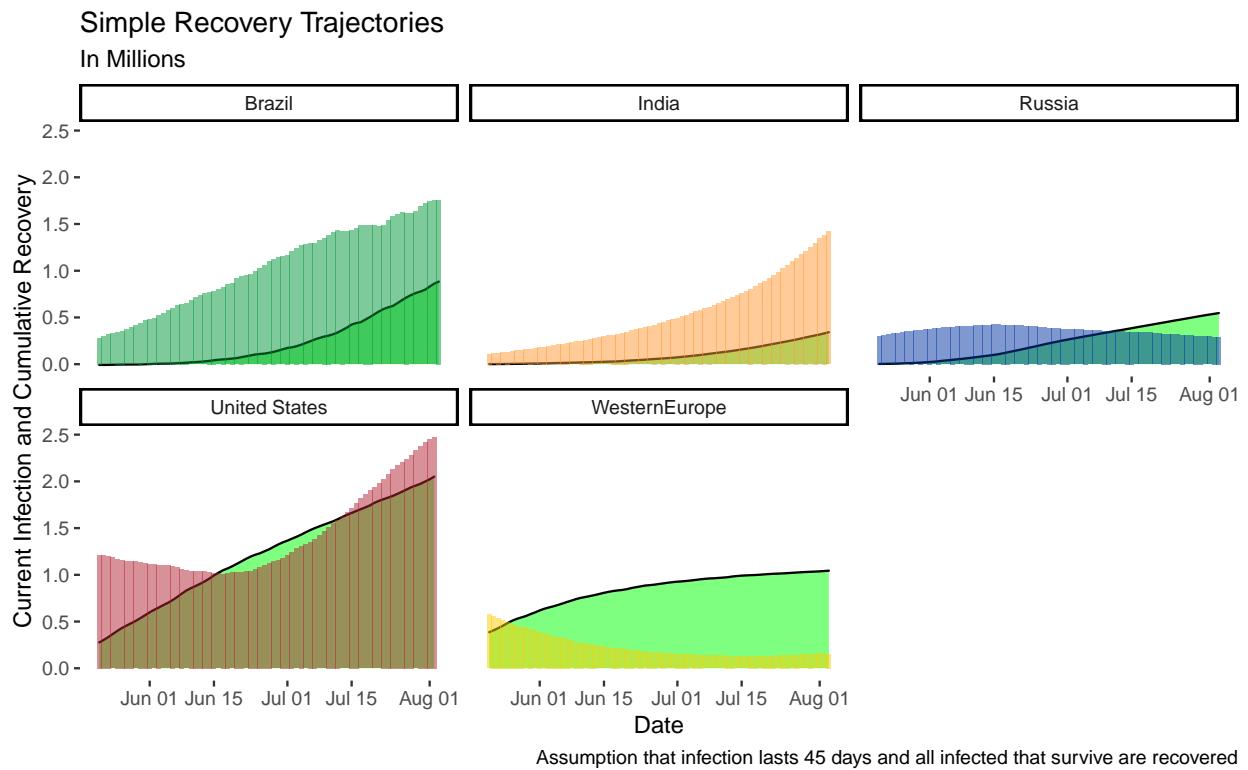 Simple Recovery Trajectories
In Millions
Brazil
India
Russia
Current Infection and Cumulative Recovery
2.5
2.0
1.5
1.0
0.5
0.0
Jun 01 Jun 15 Jul 01 Jul 15 Aug 01
United States
WesternEurope
2.5
2.0
1.5
1.0
0.5
0.0
Jun 01 Jun 15 Jul 01 Jul 15 Aug 01
Jun 01 Jun 15 Jul 01 Jul 15 Aug 01
Date
Assumption that infection lasts 45 days and all infected that survive are recovered